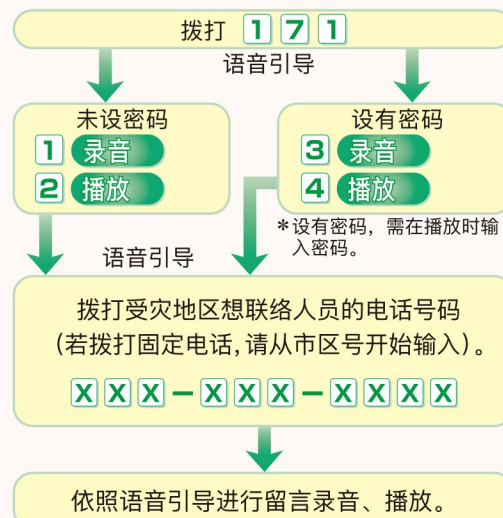 拨打 1 7 1
语音引导
未设密码
1 录音
2 播放
设有密码
3 录音
4 播放
*设有密码，需在播放时输
入密码。
语音引导
拨打受灾地区想联络人员的电话号码
(若拨打固定电话,请从市区号开始输入)。
XXX-XXX-XXXX
依照语音引导进行留言录音、播放。